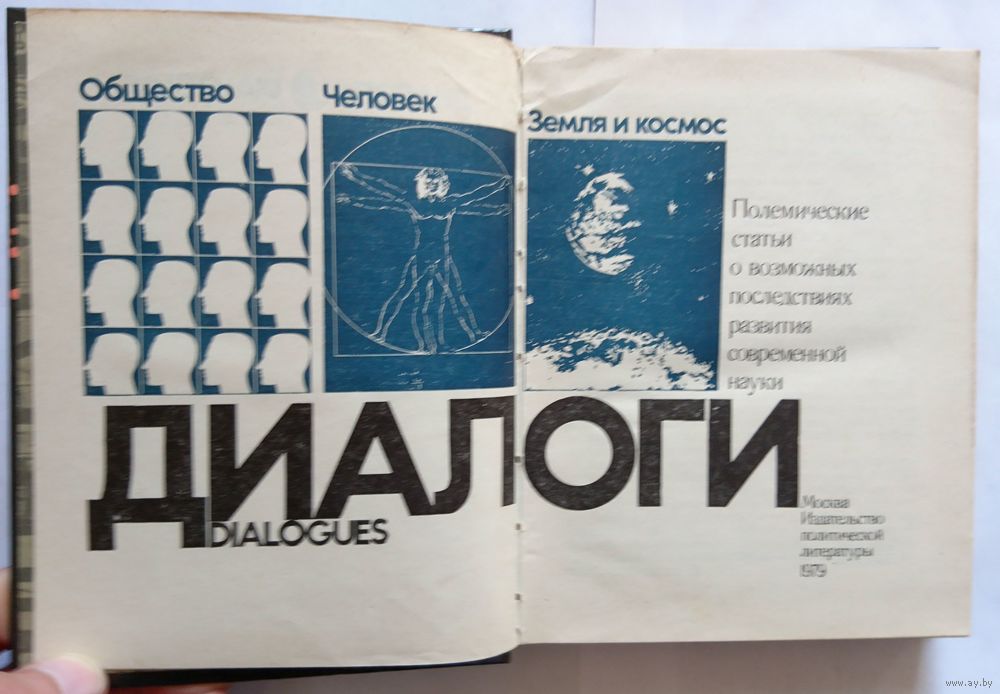 Общество
Человек
Земля и космос
Полемические
статьи
о возможных
последствиях
развития
современной
науки
ДИАЛОГИ
DIALOGUES
Москва
Издательство
политической
литературы
1979
www.ay.by